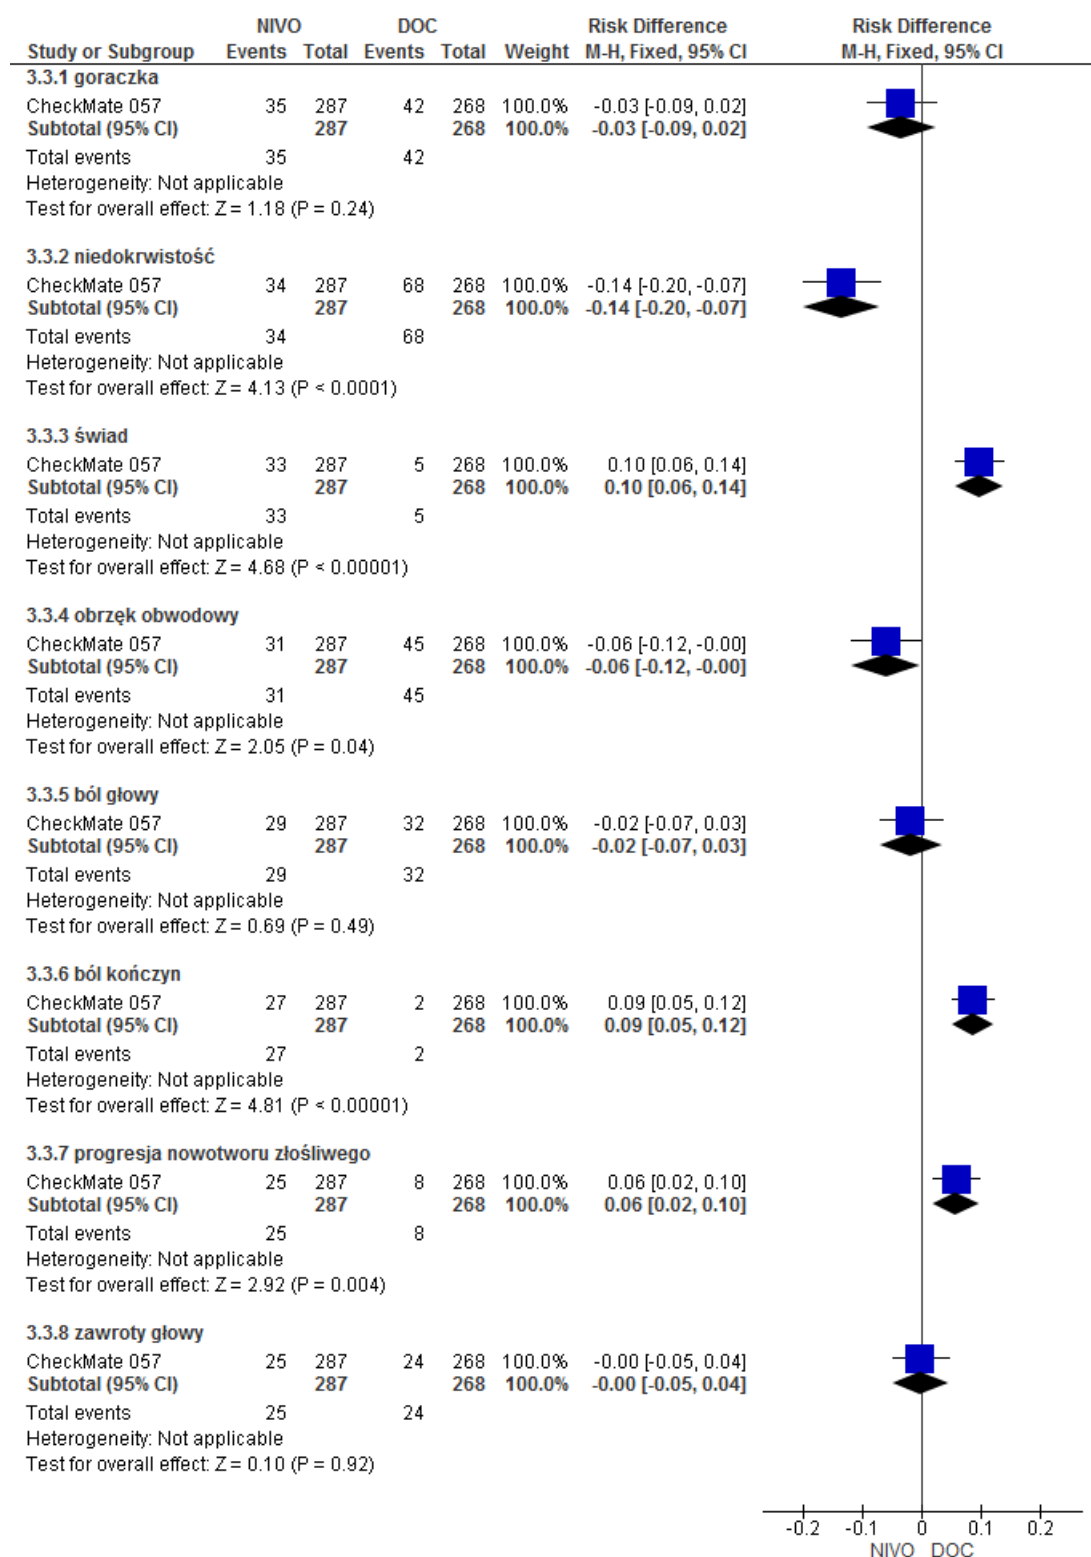 NIVO DOC Risk Difference Risk Difference
Study or Subgroup Events Total Events Total Weight M-H, Fixed, 95% CI M-H, Fixed, 95% CI
3.3.1 goraczka
CheckMate 057 35 287 42 268 100.0% -0.03 [-0.09, 0.02]
Subtotal (95% CI) 287 268 100.0% -0.03 [-0.09, 0.02]
Total events 35 42
Heterogeneity: Not applicable
Test for overall effect: Z = 1.18 (P = 0.24)
3.3.2 niedokrwistość
CheckMate 057 34 287 68 268 100.0% -0.14 [-0.20, -0.07]
Subtotal (95% CI) 287 268 100.0% -0.14 [-0.20, -0.07]
Total events 34 68
Heterogeneity: Not applicable
Test for overall effect: Z = 4.13 (P < 0.0001)
3.3.3 świad
CheckMate 057 33 287 5 268 100.0% 0.10 [0.06, 0.14]
Subtotal (95% CI) 287 268 100.0% 0.10 [0.06, 0.14]
Total events 33 5
Heterogeneity: Not applicable
Test for overall effect: Z = 4.68 (P < 0.00001)
3.3.4 obrzęk obwodowy
CheckMate 057 31 287 45 268 100.0% -0.06 [-0.12, -0.00]
Subtotal (95% CI) 287 268 100.0% -0.06 [-0.12, -0.00]
Total events 31 45
Heterogeneity: Not applicable
Test for overall effect: Z = 2.05 (P = 0.04)
3.3.5 ból głowy
CheckMate 057 29 287 32 268 100.0% -0.02 [-0.07, 0.03]
Subtotal (95% CI) 287 268 100.0% -0.02 [-0.07, 0.03]
Total events 29 32
Heterogeneity: Not applicable
Test for overall effect: Z = 0.69 (P = 0.49)
3.3.6 ból kończyn
CheckMate 057 27 287 2 268 100.0% 0.09 [0.05, 0.12]
Subtotal (95% CI) 287 268 100.0% 0.09 [0.05, 0.12]
Total events 27 2
Heterogeneity: Not applicable
Test for overall effect: Z = 4.81 (P < 0.00001)
3.3.7 progresja nowotworu złośliwego
CheckMate 057 25 287 8 268 100.0% 0.06 [0.02, 0.10]
Subtotal (95% CI) 287 268 100.0% 0.06 [0.02, 0.10]
Total events 25 8
Heterogeneity: Not applicable
Test for overall effect: Z = 2.92 (P = 0.004)
3.3.8 zawroty głowy
CheckMate 057 25 287 24 268 100.0% -0.00 [-0.05, 0.04]
Subtotal (95% CI) 287 268 100.0% -0.00 [-0.05, 0.04]
Total events 25 24
Heterogeneity: Not applicable
Test for overall effect: Z = 0.10 (P = 0.92)
-0.2 -0.1 0 0.1 0.2
NIVO DOC